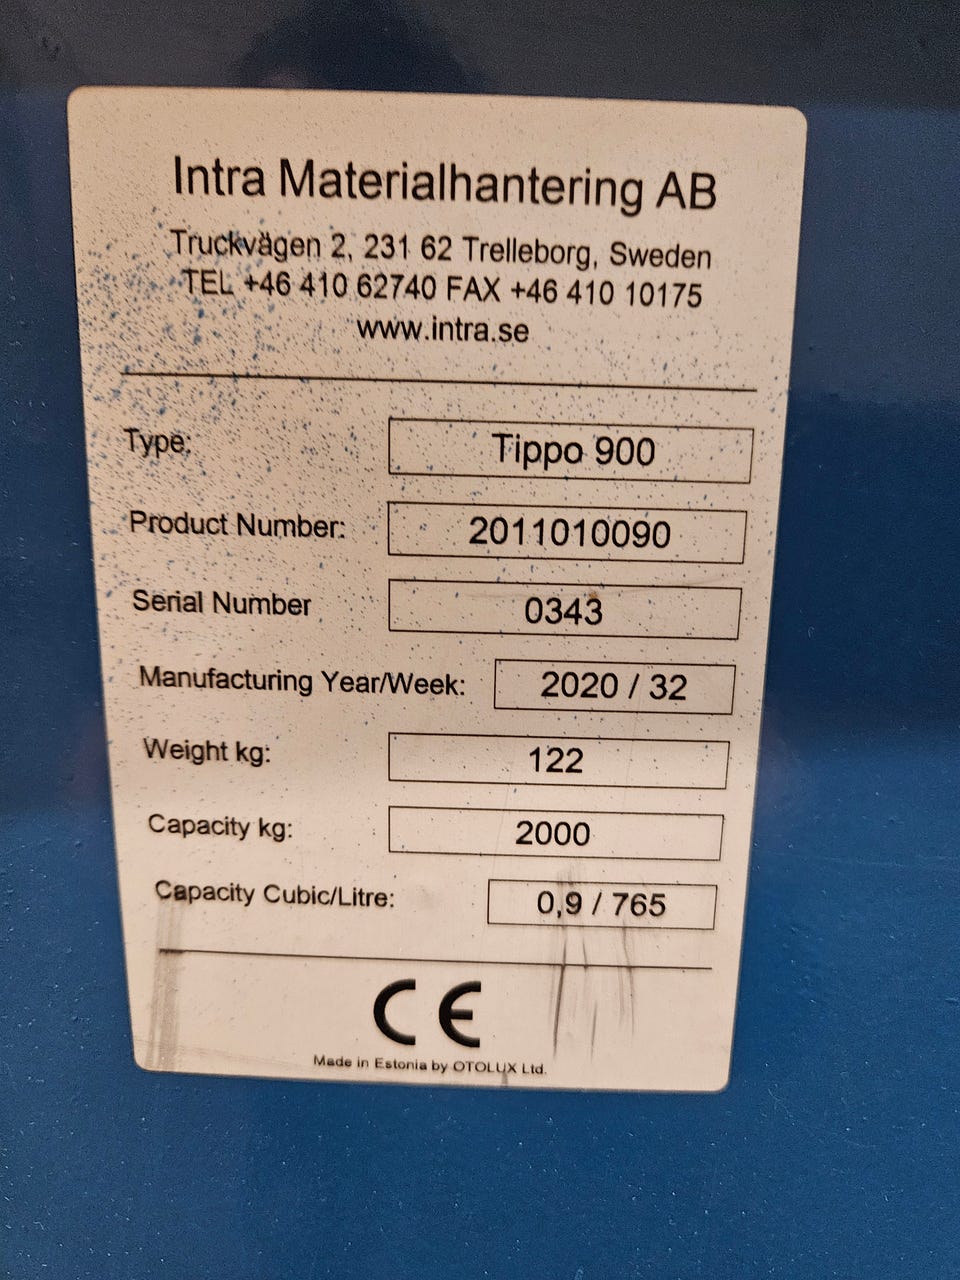 Intra Materialhantering AB
Truckvägen 2, 231 62 Trelleborg, Sweden
TEL +46 410 62740 FAX +46 410 10175
www.intra.se
Type: Tippo 900
Product Number: 2011010090
Serial Number 0343
Manufacturing Year/Week: 2020 / 32
Weight kg: 122
Capacity kg: 2000
Capacity Cubic/Litre: 0,9 / 765
CE
Made in Estonia by OTOLUX Ltd.